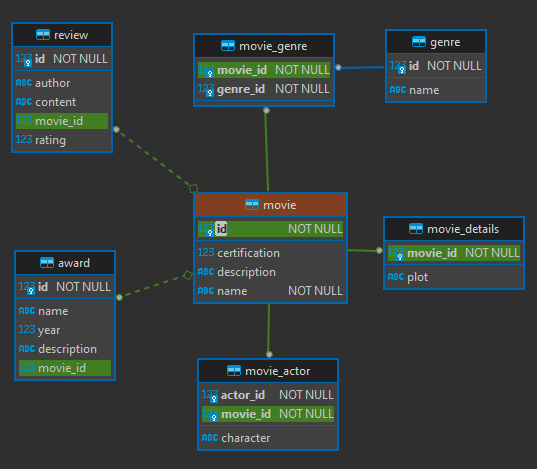 review
123 id NOT NULL
ABC author
ABC content
123 movie_id
123 rating
movie_genre
123 movie_id NOT NULL
123 genre_id NOT NULL
genre
123 id NOT NULL
ABC name
movie
123 id NOT NULL
123 certification
ABC description
ABC name NOT NULL
movie_details
123 movie_id NOT NULL
ABC plot
award
123 id NOT NULL
ABC name
123 year
ABC description
123 movie_id
movie_actor
123 actor_id NOT NULL
123 movie_id NOT NULL
ABC character